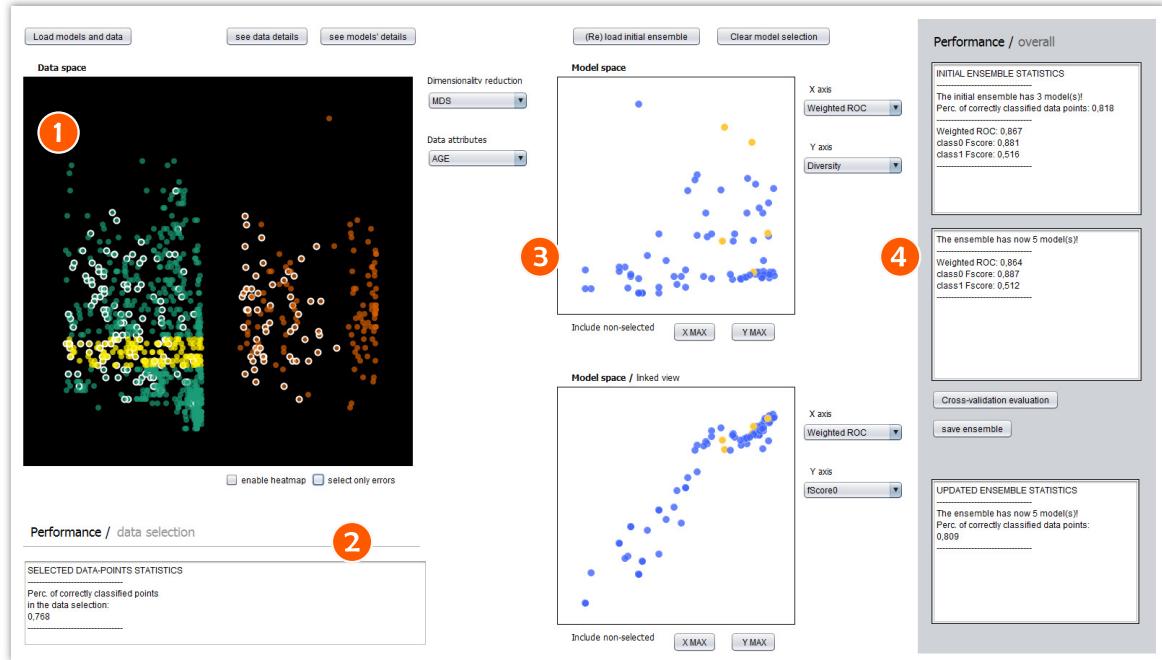 Load models and data
see data details
see models' details
(Re) load initial ensemble
Clear model selection
Performance / overall
Data space
1
Dimensionality reduction
MDS
Data attributes
AGE
enable heatmap
select only errors
Performance / data selection
2
SELECTED DATA-POINTS STATISTICS
--------------------------------
Perc. of correctly classified points
in the data selection:
0,768
--------------------------------
Model space
3
X axis
Weighted ROC
Y axis
Diversity
Include non-selected
X MAX
Y MAX
Model space / linked view
X axis
Weighted ROC
Y axis
fScore0
Include non-selected
X MAX
Y MAX
4
INITIAL ENSEMBLE STATISTICS
--------------------------------
The initial ensemble has 3 model(s)!
Perc. of correctly classified data points: 0,818
--------------------------------
Weighted ROC: 0,867
class0 Fscore: 0,881
class1 Fscore: 0,516
--------------------------------
The ensemble has now 5 model(s)!
--------------------------------
Weighted ROC: 0,864
class0 Fscore: 0,887
class1 Fscore: 0,512
--------------------------------
Cross-validation evaluation
save ensemble
UPDATED ENSEMBLE STATISTICS
--------------------------------
The ensemble has now 5 model(s)!
Perc. of correctly classified data points:
0,809
--------------------------------